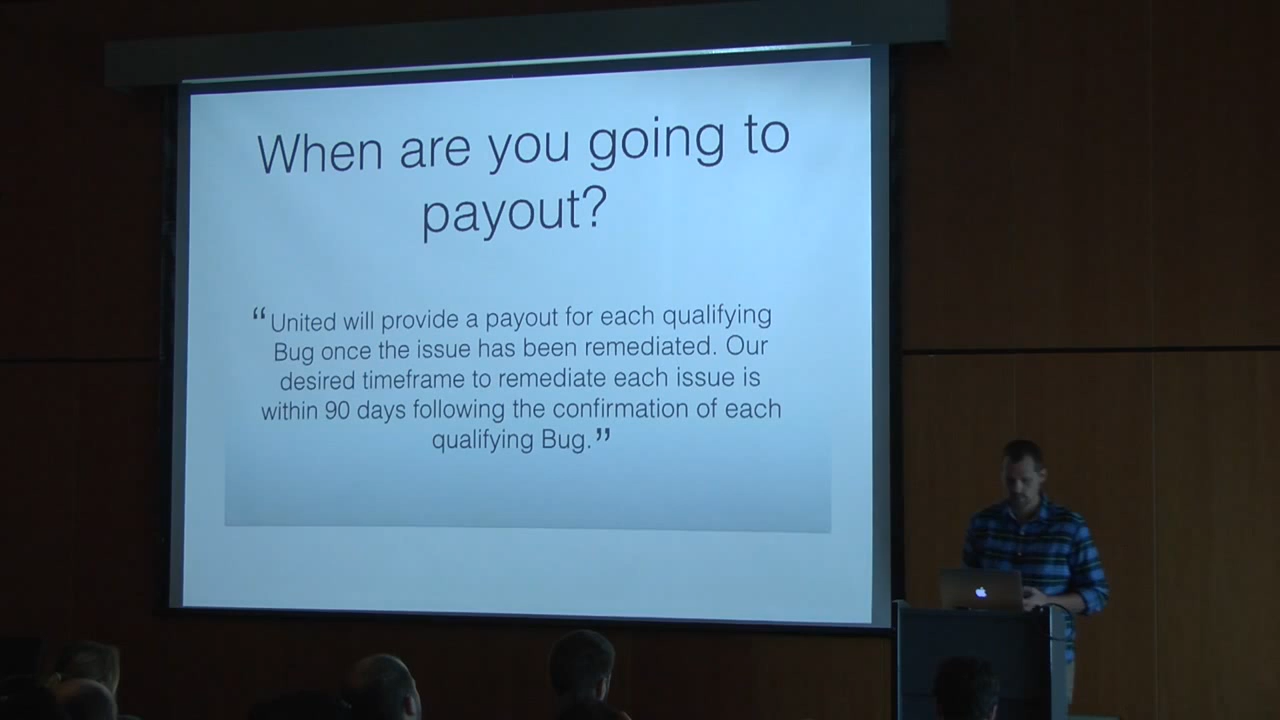 When are you going to
payout?
“United will provide a payout for each qualifying
Bug once the issue has been remediated. Our
desired timeframe to remediate each issue is
within 90 days following the confirmation of each
qualifying Bug.”